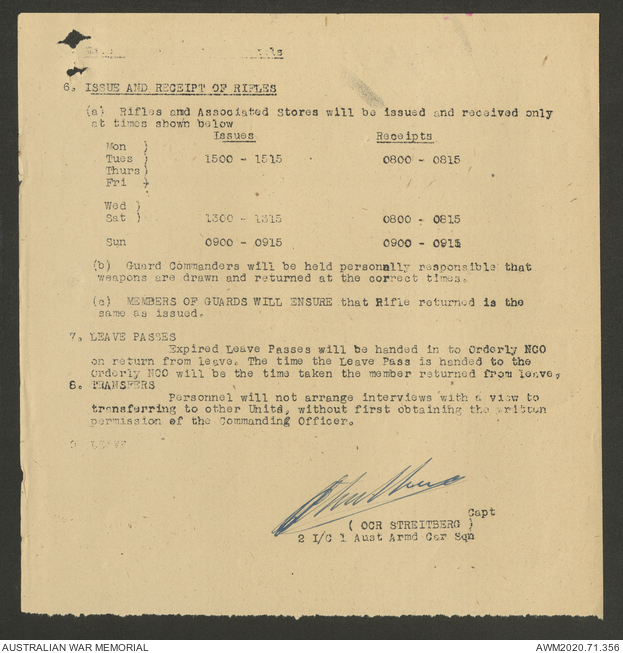 6. ISSUE AND RECEIPT OF RIFLES
(a) Rifles and Associated Stores will be issued and received only
at times shown below
Issues Receipts
Mon )
Tues ) 1500 - 1515 0800 - 0815
Thurs)
Fri )
Wed )
Sat ) 1300 - 1315 0800 - 0815
Sun 0900 - 0915 0900 - 0915
(b) Guard Commanders will be held personally responsible that
weapons are drawn and returned at the correct times.
(c) MEMBERS OF GUARDS WILL ENSURE that Rifle returned is the
same as issued.
7. LEAVE PASSES
Expired Leave Passes will be handed in to Orderly NCO
on return from leave. The time the Leave Pass is handed to the
Orderly NCO will be the time taken the member returned from leave,
8. TRANSFERS
Personnel will not arrange interviews with a view to
transferring to other Units, without first obtaining the written
permission of the Commanding Officer.
9. LEAVE
Capt
( OCR STREITBERG )
2 I/C 1 Aust Armd Car Sqn
AUSTRALIAN WAR MEMORIAL AWM2020.71.356